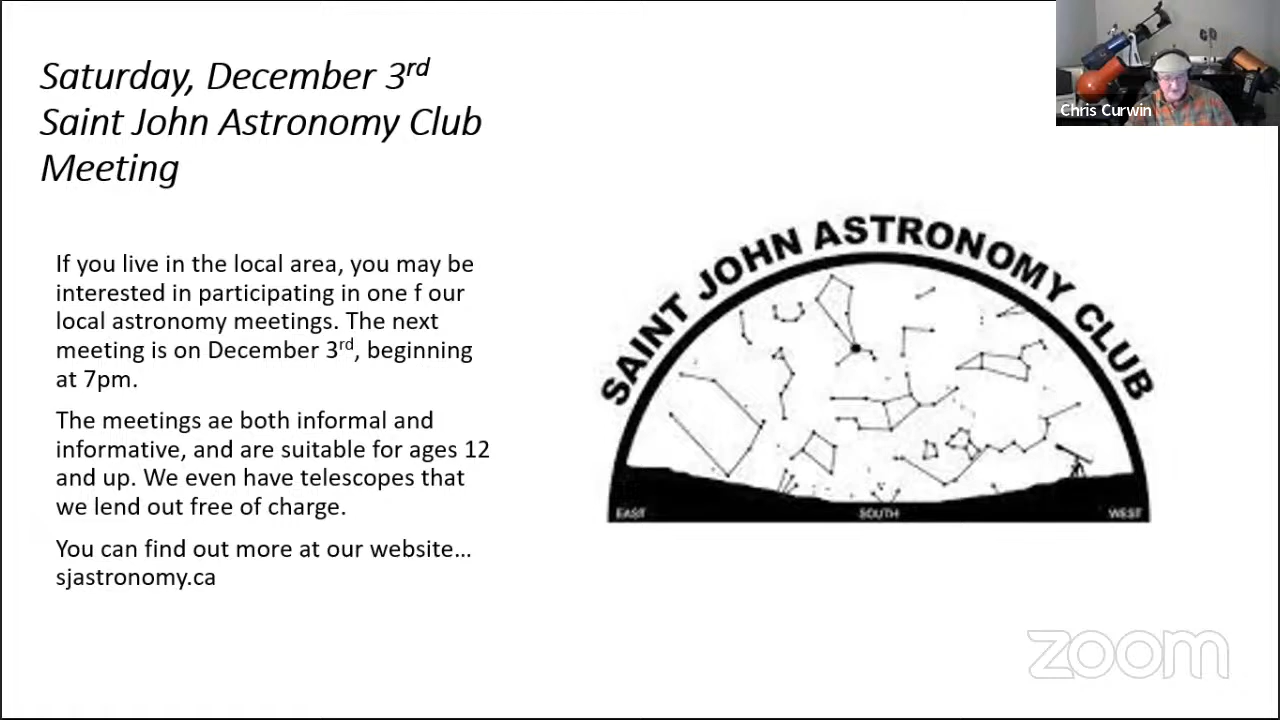 Saturday, December 3rd
Saint John Astronomy Club
Meeting
Chris Curwin
If you live in the local area, you may be
interested in participating in one f our
local astronomy meetings. The next
meeting is on December 3rd, beginning
at 7pm.
The meetings ae both informal and
informative, and are suitable for ages 12
and up. We even have telescopes that
we lend out free of charge.
You can find out more at our website…
sjastronomy.ca
SAINT JOHN ASTRONOMY CLUB
EAST SOUTH WEST
zoom